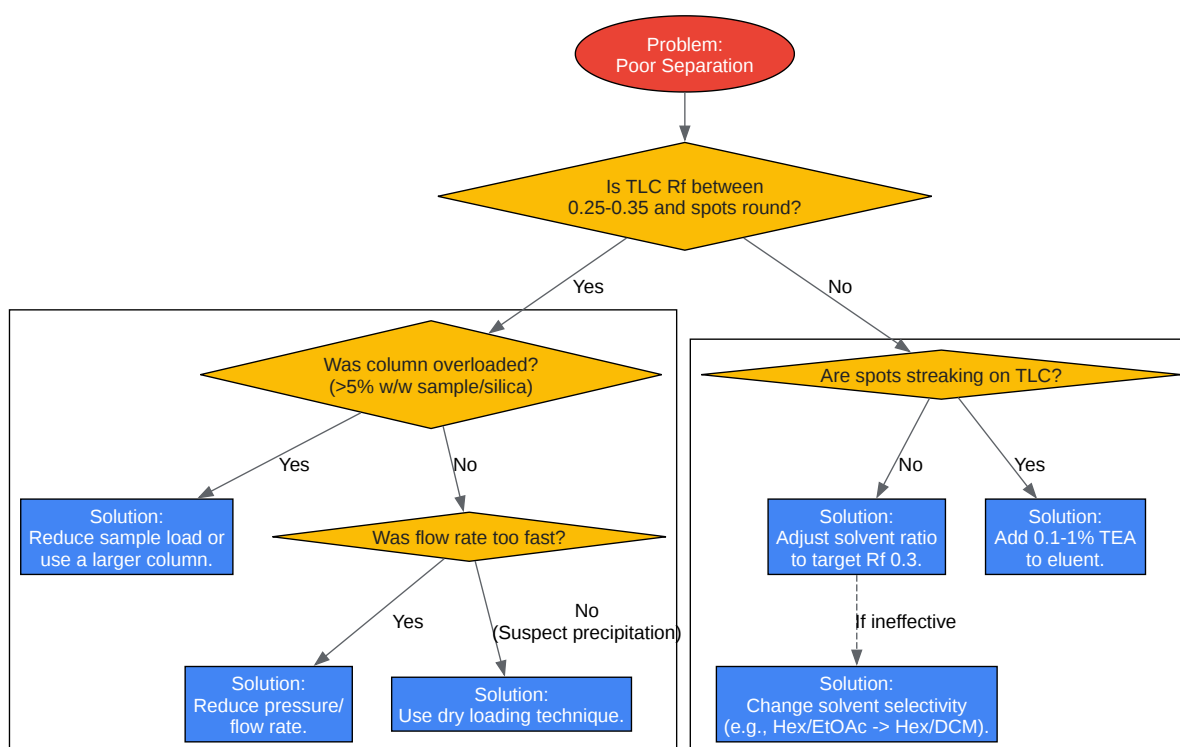 Problem:
Poor Separation
Is TLC Rf between
0.25-0.35 and spots round?
Yes
No
Was column overloaded?
(>5% w/w sample/silica)
Are spots streaking on TLC?
Yes
No
No
Yes
Solution:
Reduce sample load or
use a larger column.
Was flow rate too fast?
Solution:
Adjust solvent ratio
to target Rf 0.3.
Solution:
Add 0.1-1% TEA
to eluent.
Yes
No
(Suspect precipitation)
If ineffective
Solution:
Reduce pressure/
flow rate.
Solution:
Use dry loading technique.
Solution:
Change solvent selectivity
(e.g., Hex/EtOAc -> Hex/DCM).